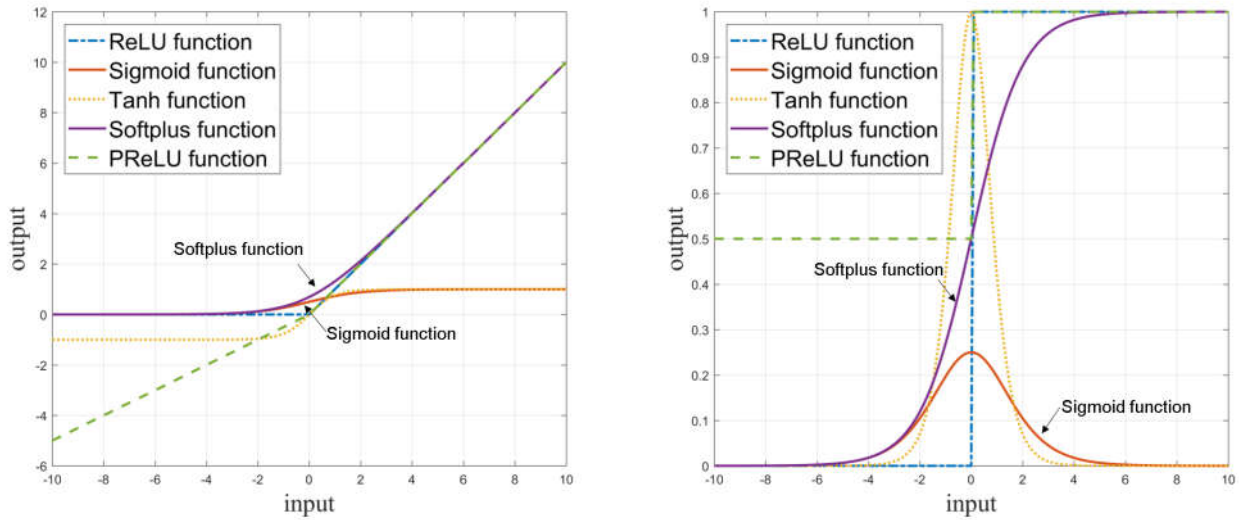 12
10
8
6
4
2
0
-2
-4
-6
output
ReLU function
Sigmoid function
Tanh function
Softplus function
PReLU function
Softplus function
Sigmoid function
-10 -8 -6 -4 -2 0 2 4 6 8 10
input
1
0.9
0.8
0.7
0.6
0.5
0.4
0.3
0.2
0.1
0
output
ReLU function
Sigmoid function
Tanh function
Softplus function
PReLU function
Softplus function
Sigmoid function
-10 -8 -6 -4 -2 0 2 4 6 8 10
input